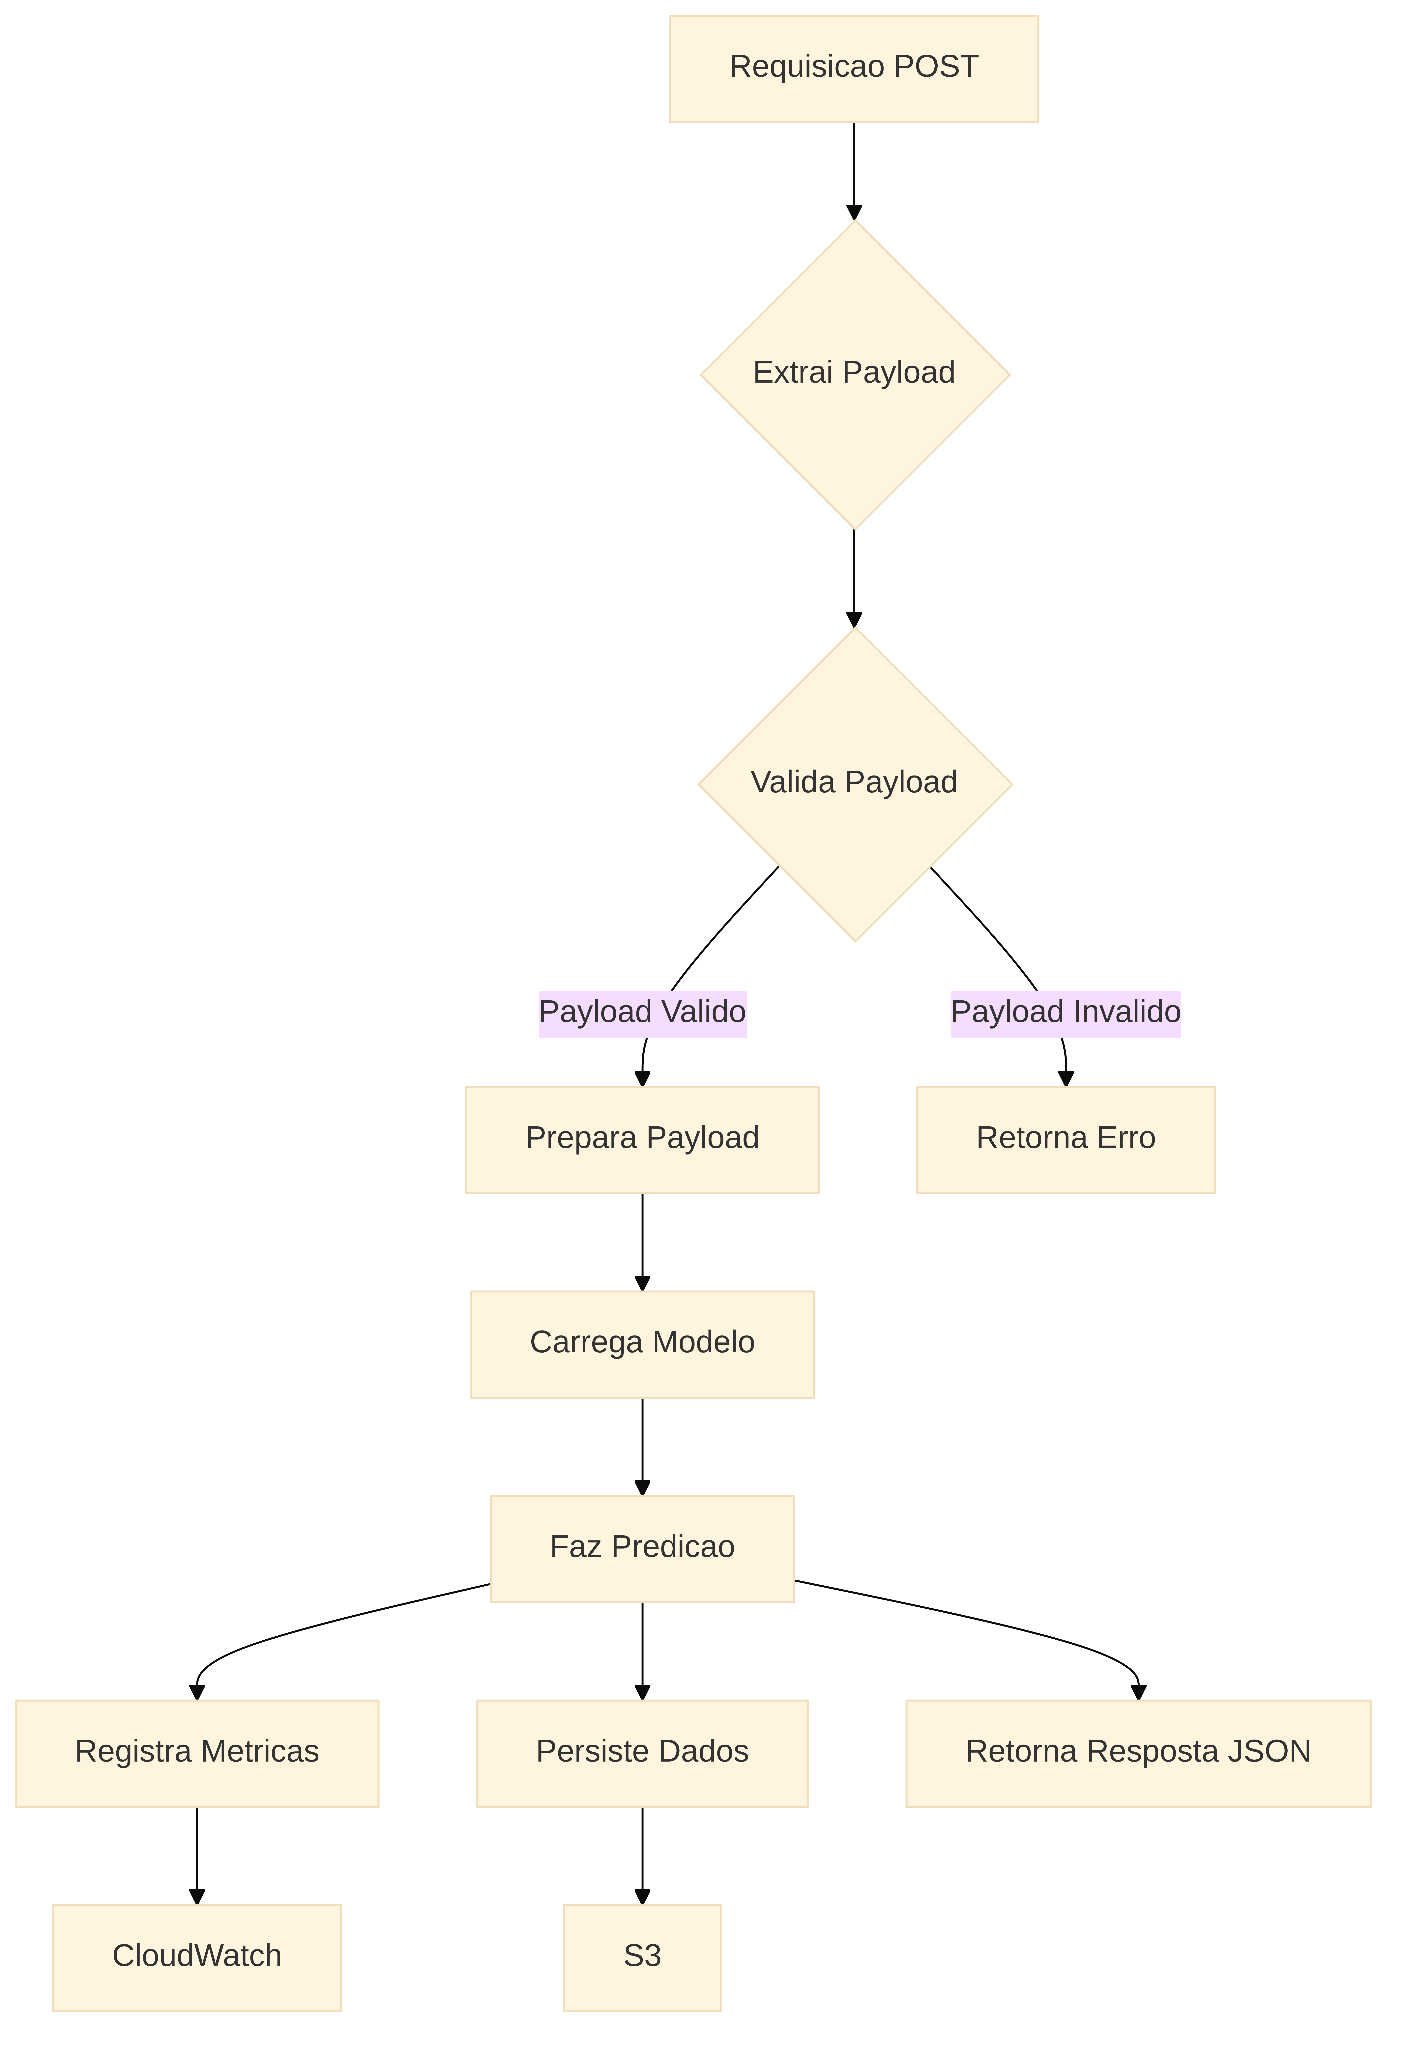 Requisicao POST
Extrai Payload
Valida Payload
Payload Valido
Payload Invalido
Prepara Payload
Retorna Erro
Carrega Modelo
Faz Predicao
Registra Metricas
Persiste Dados
Retorna Resposta JSON
CloudWatch
S3